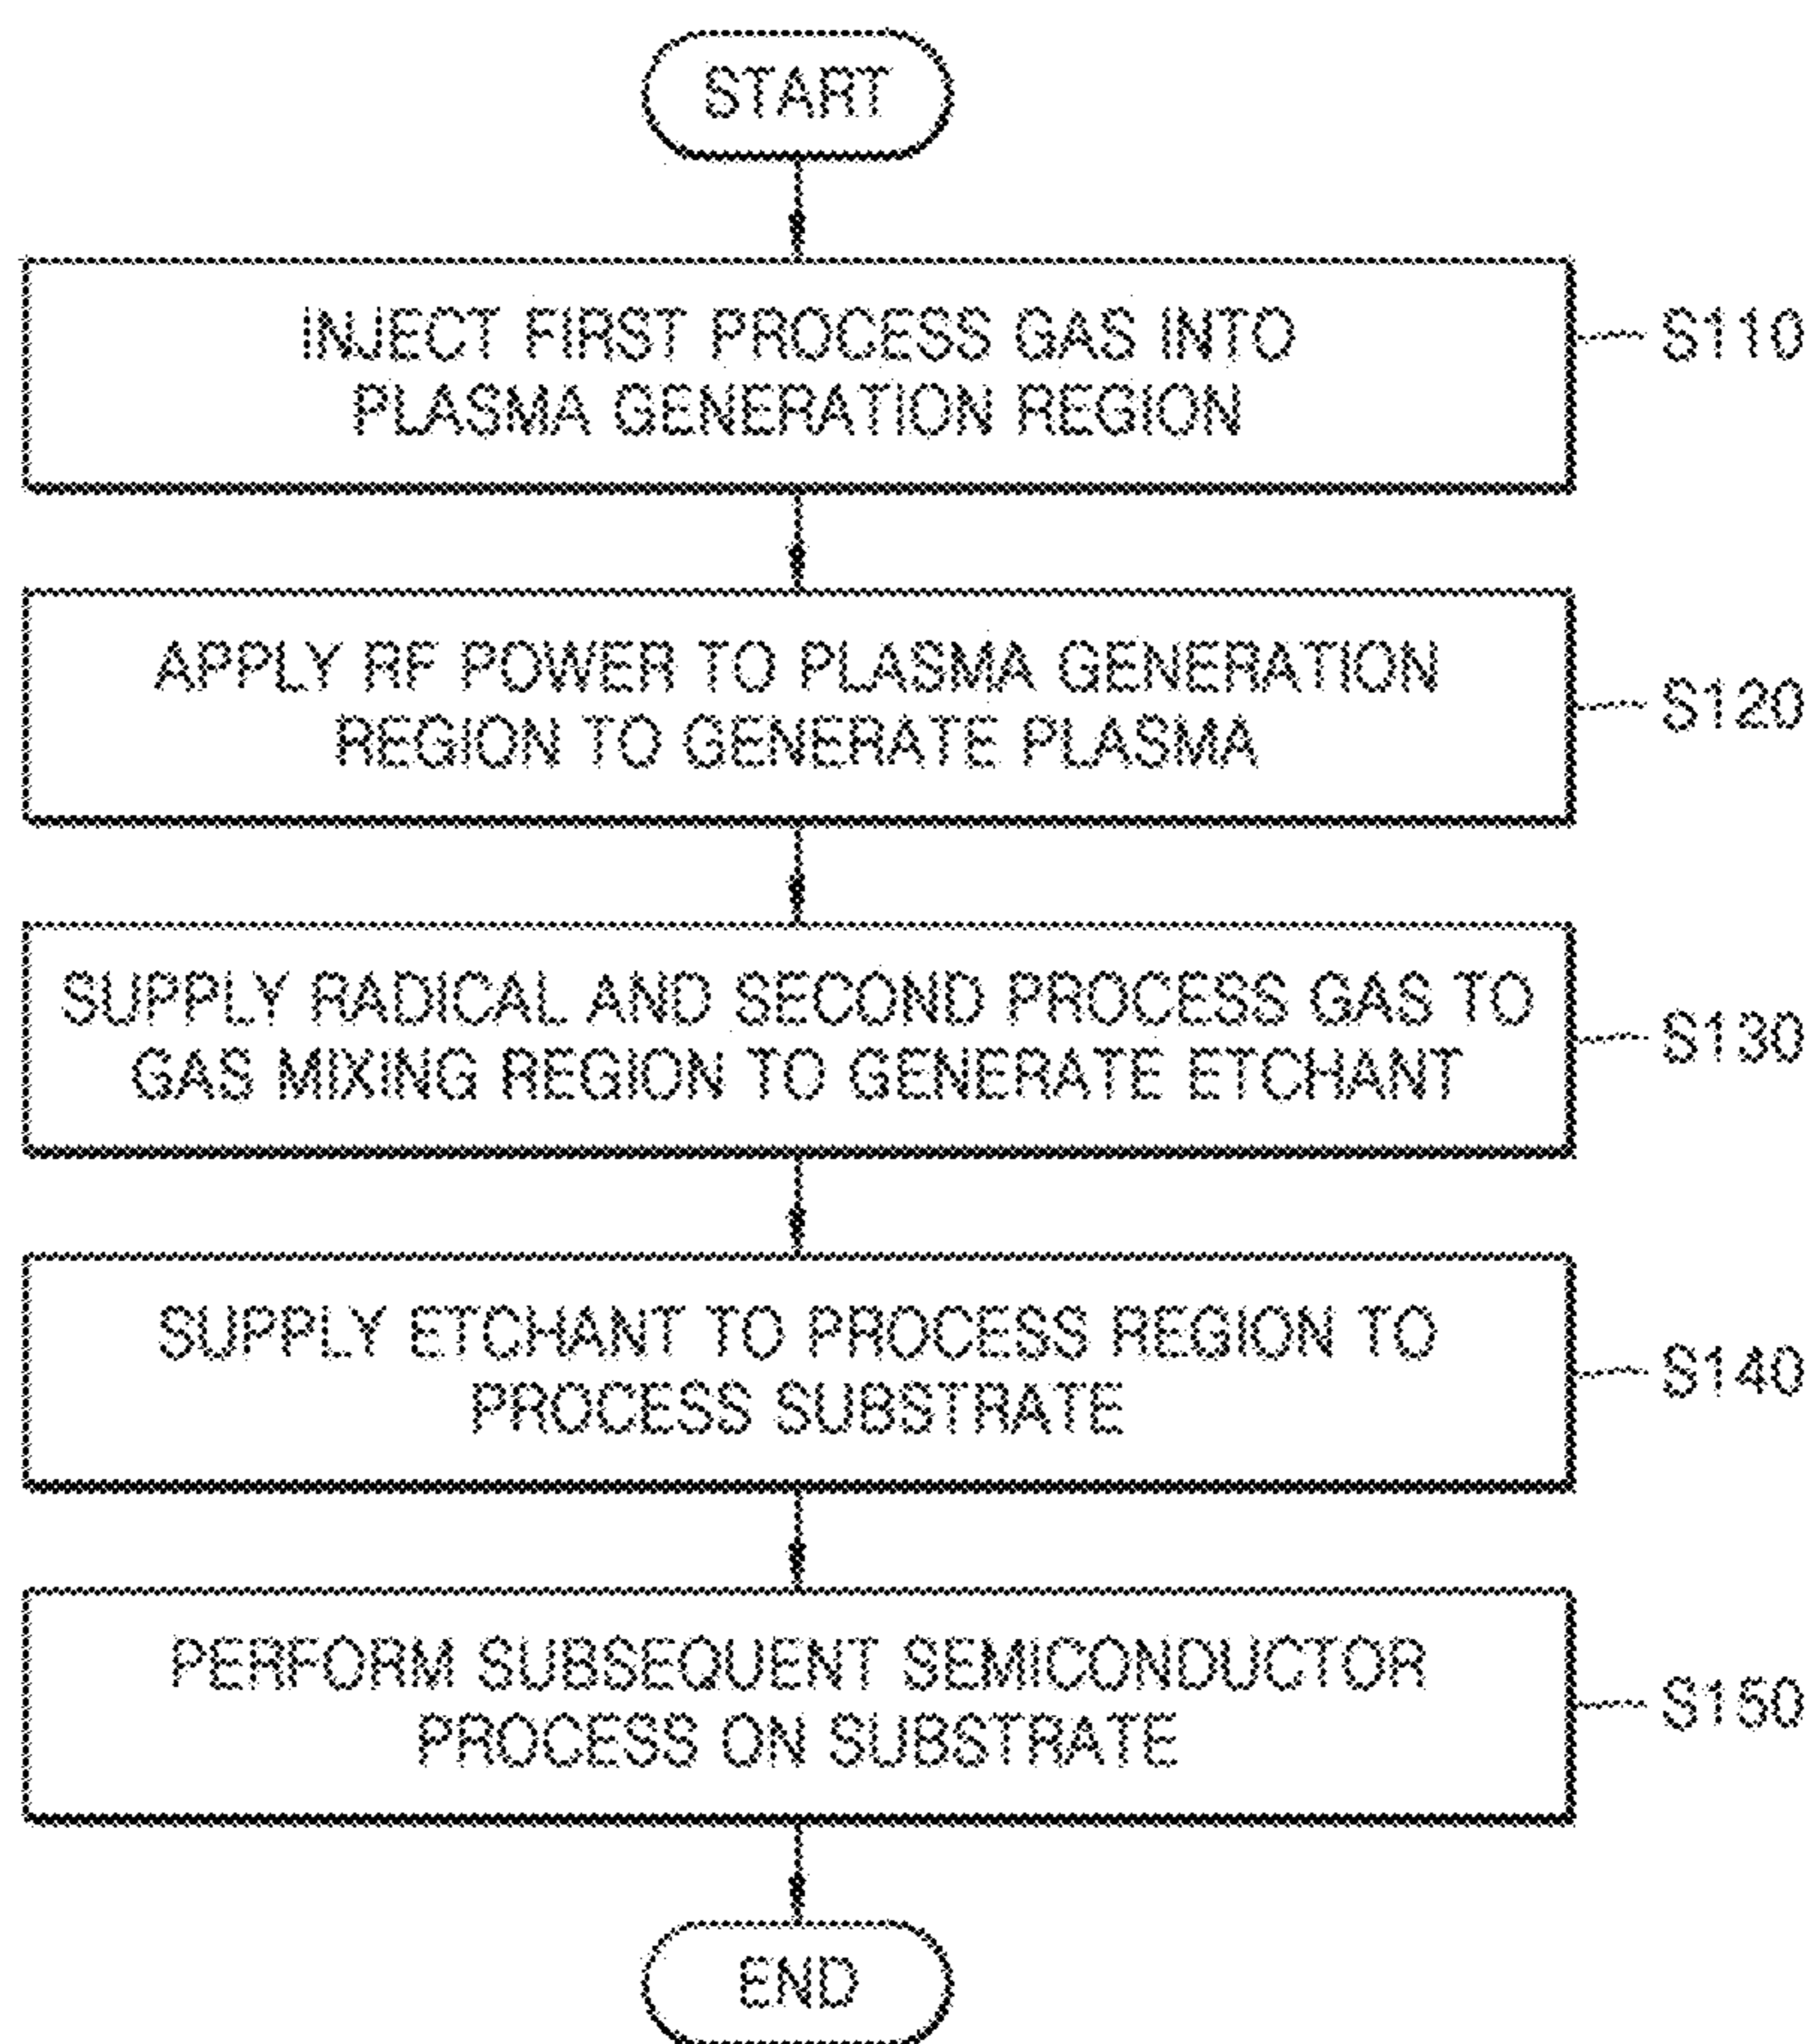 START
INJECT FIRST PROCESS GAS INTO
PLASMA GENERATION REGION
S110
APPLY RF POWER TO PLASMA GENERATION
REGION TO GENERATE PLASMA
S120
SUPPLY RADICAL AND SECOND PROCESS GAS TO
GAS MIXING REGION TO GENERATE ETCHANT
S130
SUPPLY ETCHANT TO PROCESS REGION TO
PROCESS SUBSTRATE
S140
PERFORM SUBSEQUENT SEMICONDUCTOR
PROCESS ON SUBSTRATE
S150
END